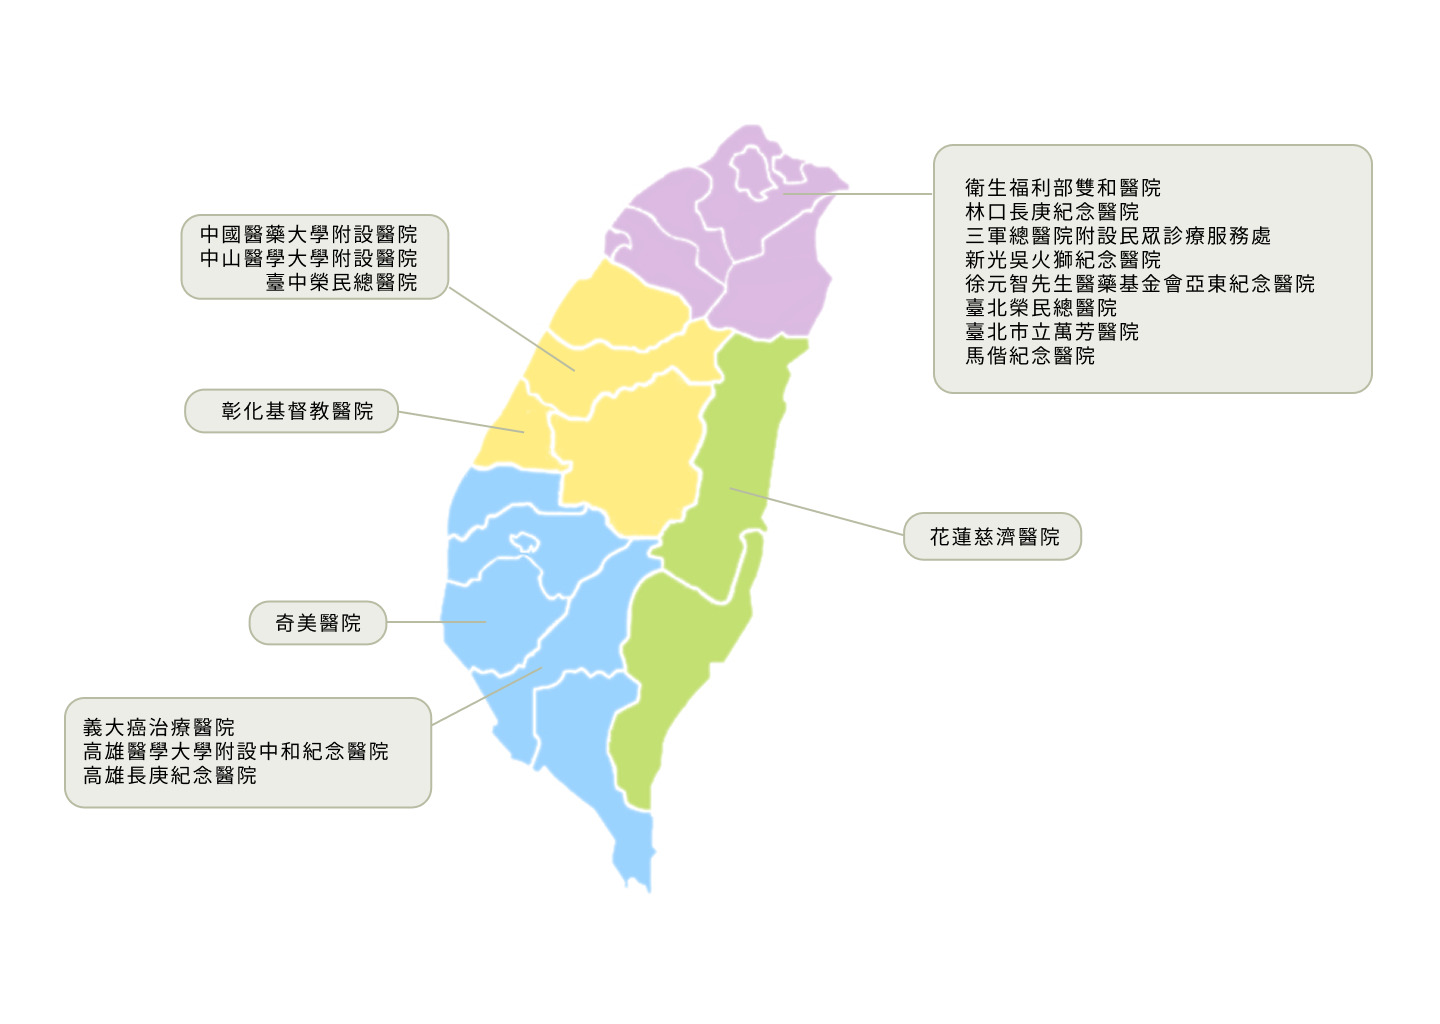 衛生福利部雙和醫院
林口長庚紀念醫院
三軍總醫院附設民眾診療服務處
新光吳火獅紀念醫院
徐元智先生醫藥基金會亞東紀念醫院
臺北榮民總醫院
臺北市立萬芳醫院
馬偕紀念醫院
中國醫藥大學附設醫院
中山醫學大學附設醫院
臺中榮民總醫院
彰化基督教醫院
花蓮慈濟醫院
奇美醫院
義大癌治療醫院
高雄醫學大學附設中和紀念醫院
高雄長庚紀念醫院